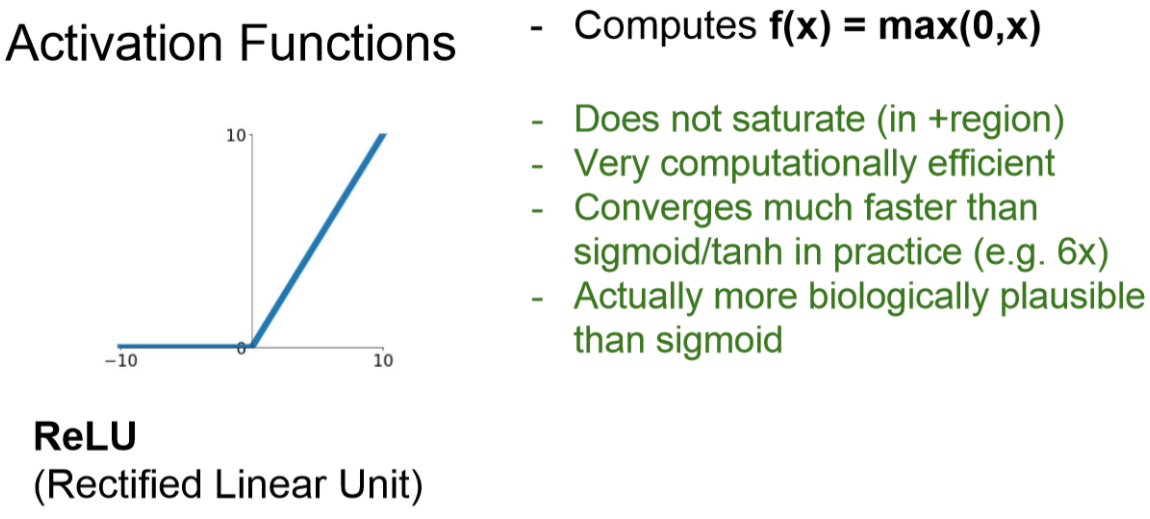 Activation Functions
- Computes f(x) = max(0,x)
- Does not saturate (in +region)
- Very computationally efficient
- Converges much faster than
sigmoid/tanh in practice (e.g. 6x)
- Actually more biologically plausible
than sigmoid
10
0
−10
10
ReLU
(Rectified Linear Unit)